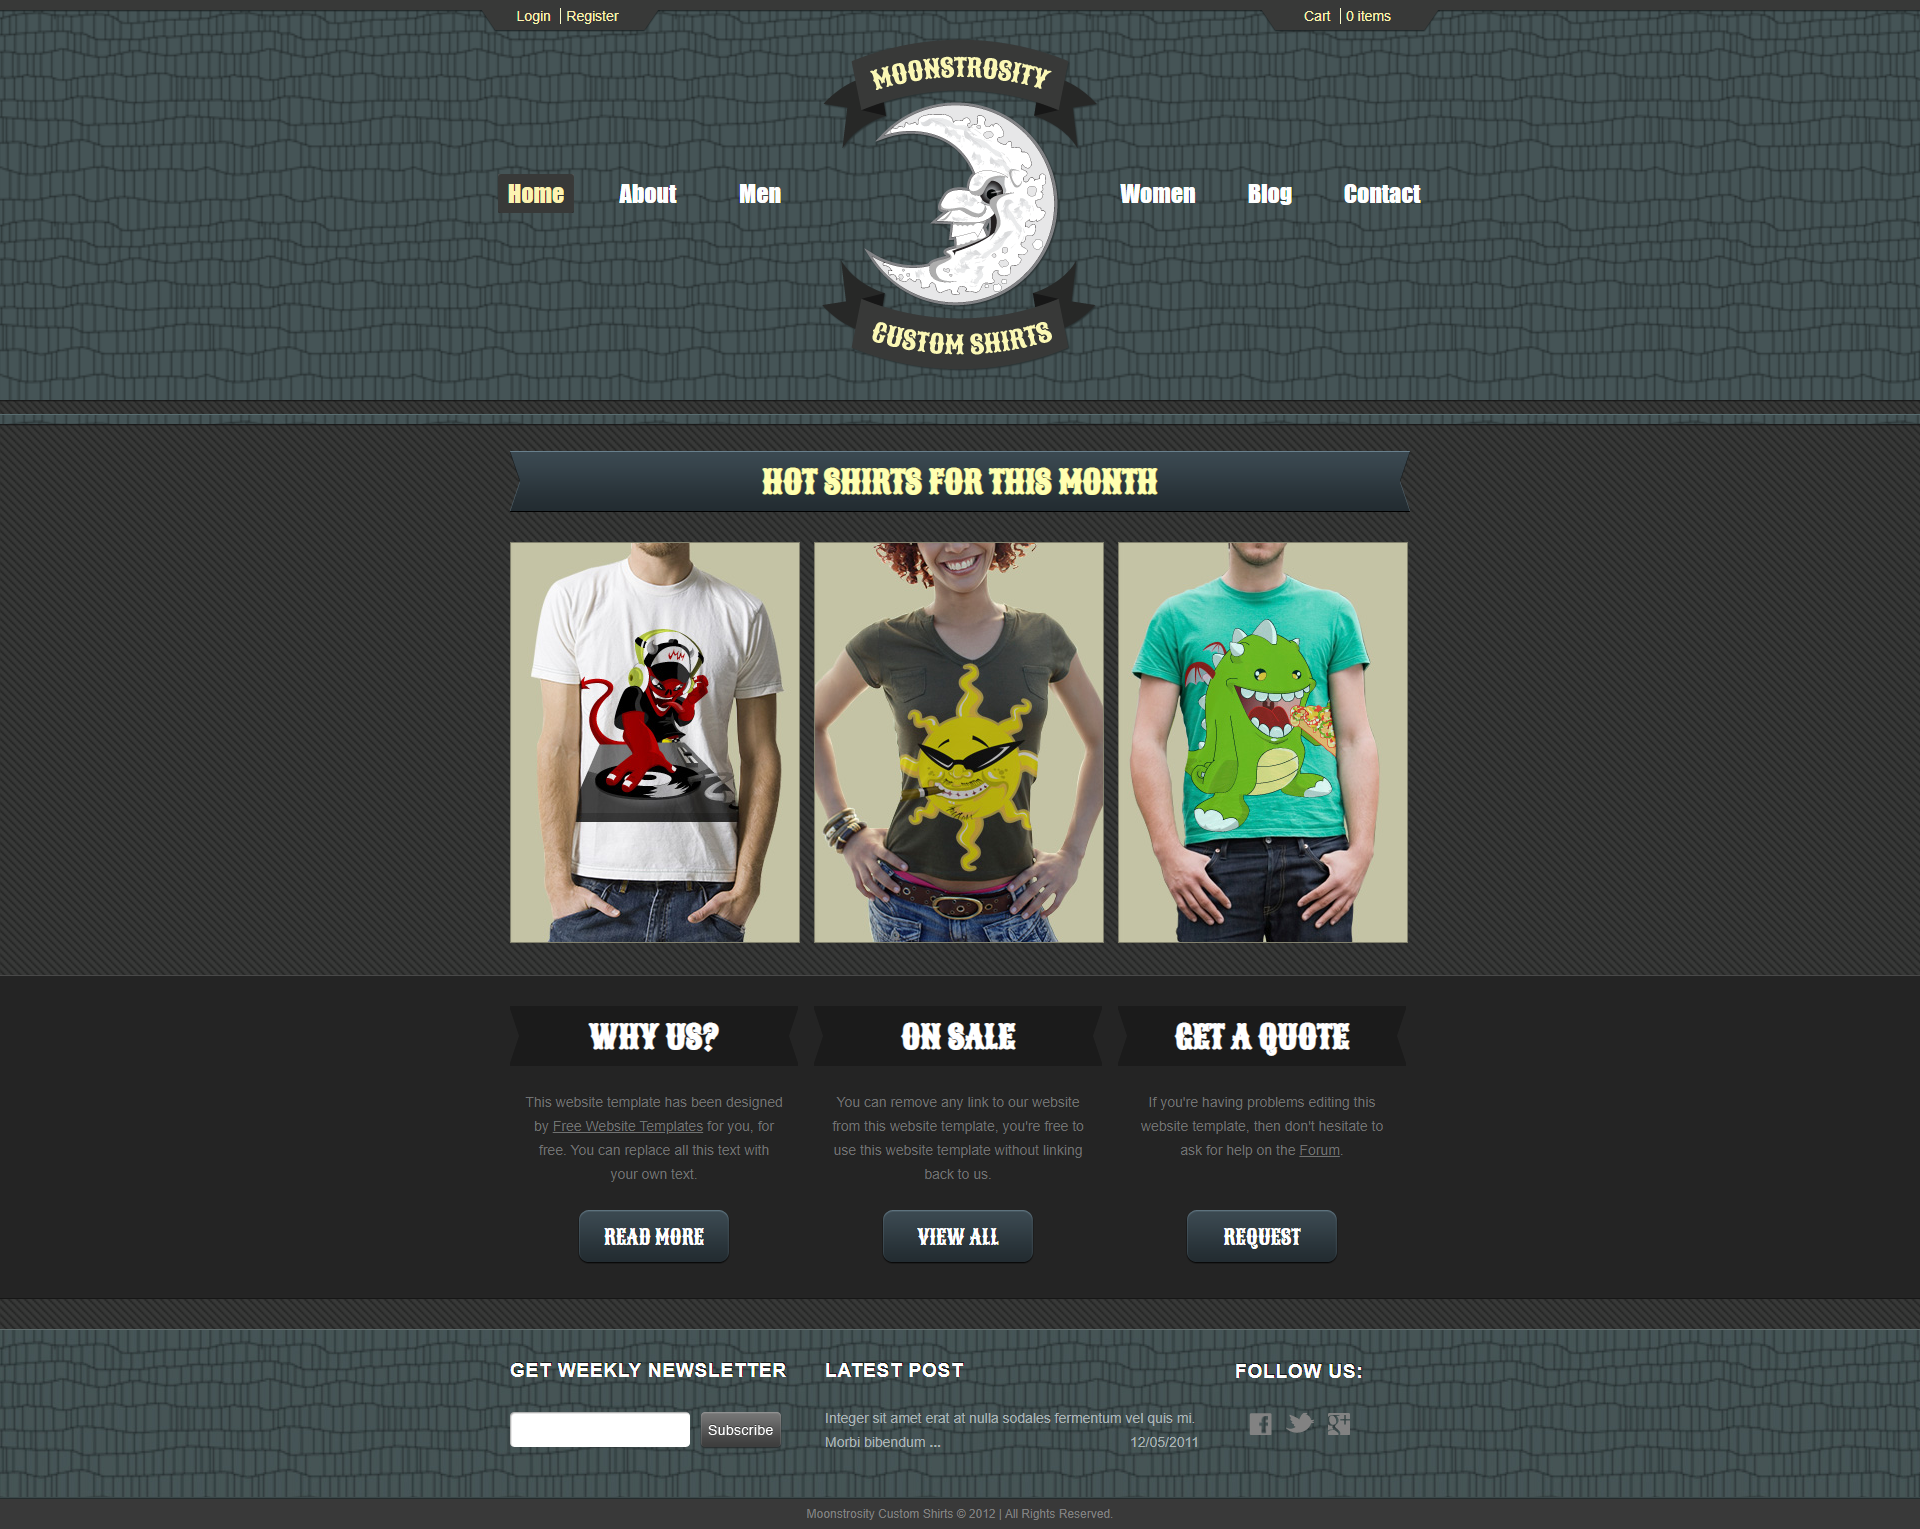 Login | Register
Cart | 0 items
MOONSTROSITY
CUSTOM SHIRTS
Home
About
Men
Women
Blog
Contact
HOT SHIRTS FOR THIS MONTH
WHY US?
This website template has been designed
by Free Website Templates for you, for
free. You can replace all this text with
your own text.
READ MORE
ON SALE
You can remove any link to our website
from this website template, you're free to
use this website template without linking
back to us.
VIEW ALL
GET A QUOTE
If you're having problems editing this
website template, then don't hesitate to
ask for help on the Forum.
REQUEST
GET WEEKLY NEWSLETTER
Subscribe
LATEST POST
Integer sit amet erat at nulla sodales fermentum vel quis mi.
Morbi bibendum ...
12/05/2011
FOLLOW US:
Moonstrosity Custom Shirts © 2012 | All Rights Reserved.